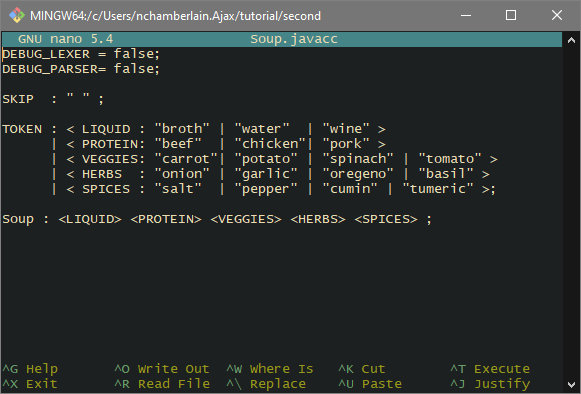 MINGW64:/c/Users/nchamberlain.Ajax/tutorial/second
GNU nano 5.4 Soup.javacc
DEBUG_LEXER = false;
DEBUG_PARSER= false;
SKIP : " " ;
TOKEN : < LIQUID : "broth" | "water" | "wine" >
| < PROTEIN: "beef" | "chicken"| "pork" >
| < VEGGIES: "carrot"| "potato" | "spinach" | "tomato" >
| < HERBS : "onion" | "garlic" | "oregeno" | "basil" >
| < SPICES : "salt" | "pepper" | "cumin" | "tumeric" >;
Soup : <LIQUID> <PROTEIN> <VEGGIES> <HERBS> <SPICES> ;
^G Help ^O Write Out ^W Where Is ^K Cut ^T Execute
^X Exit ^R Read File ^\ Replace ^U Paste ^J Justify